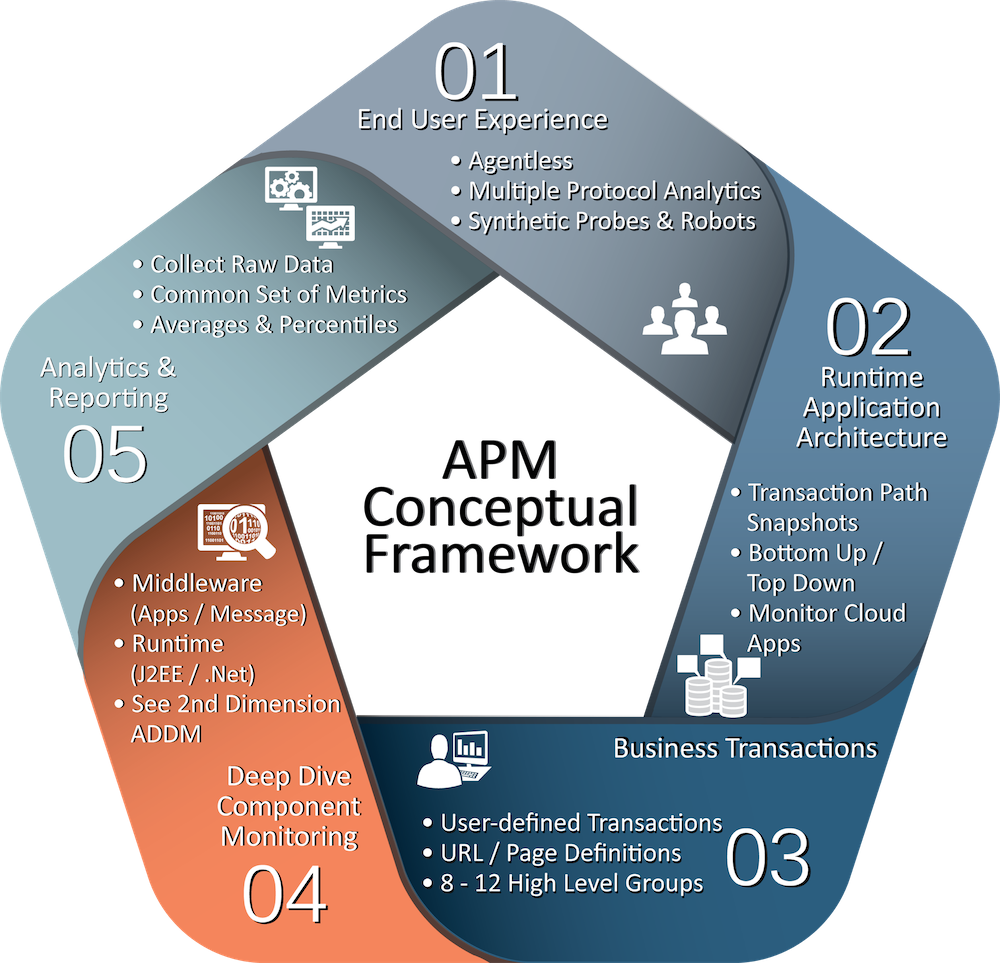 01
End User Experience
• Agentless
• Multiple Protocol Analytics
• Synthetic Probes & Robots
02
Runtime
Application
Architecture
• Transaction Path
Snapshots
• Bottom Up /
Top Down
• Monitor Cloud
Apps
Business Transactions
• User-defined Transactions
• URL / Page Definitions
• 8 - 12 High Level Groups
03
• Middleware
(Apps / Message)
• Runtime
(J2EE / .Net)
• See 2nd Dimension
ADDM
Deep Dive
Component
Monitoring
04
• Collect Raw Data
• Common Set of Metrics
• Averages & Percentiles
Analytics &
Reporting
05
APM
Conceptual
Framework